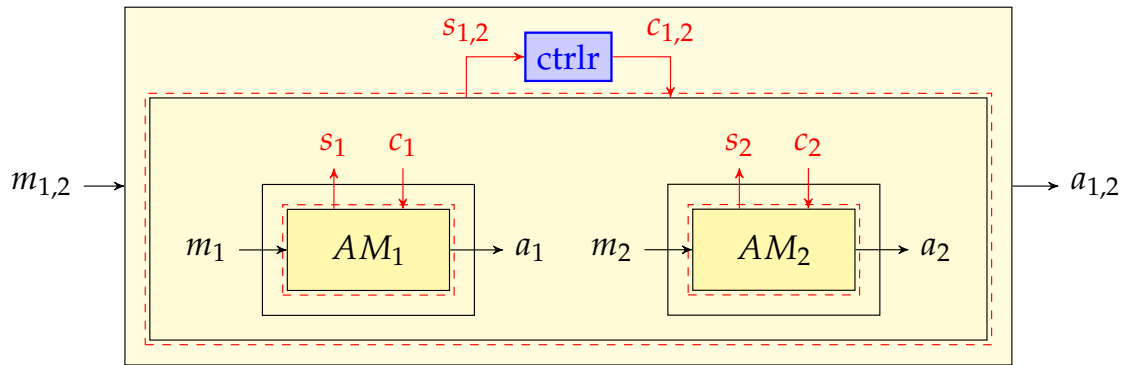 s₁,₂ ctrlr c₁,₂
s₁ c₁ s₂ c₂
m₁,₂ a₁,₂
m₁ AM₁ a₁ m₂ AM₂ a₂